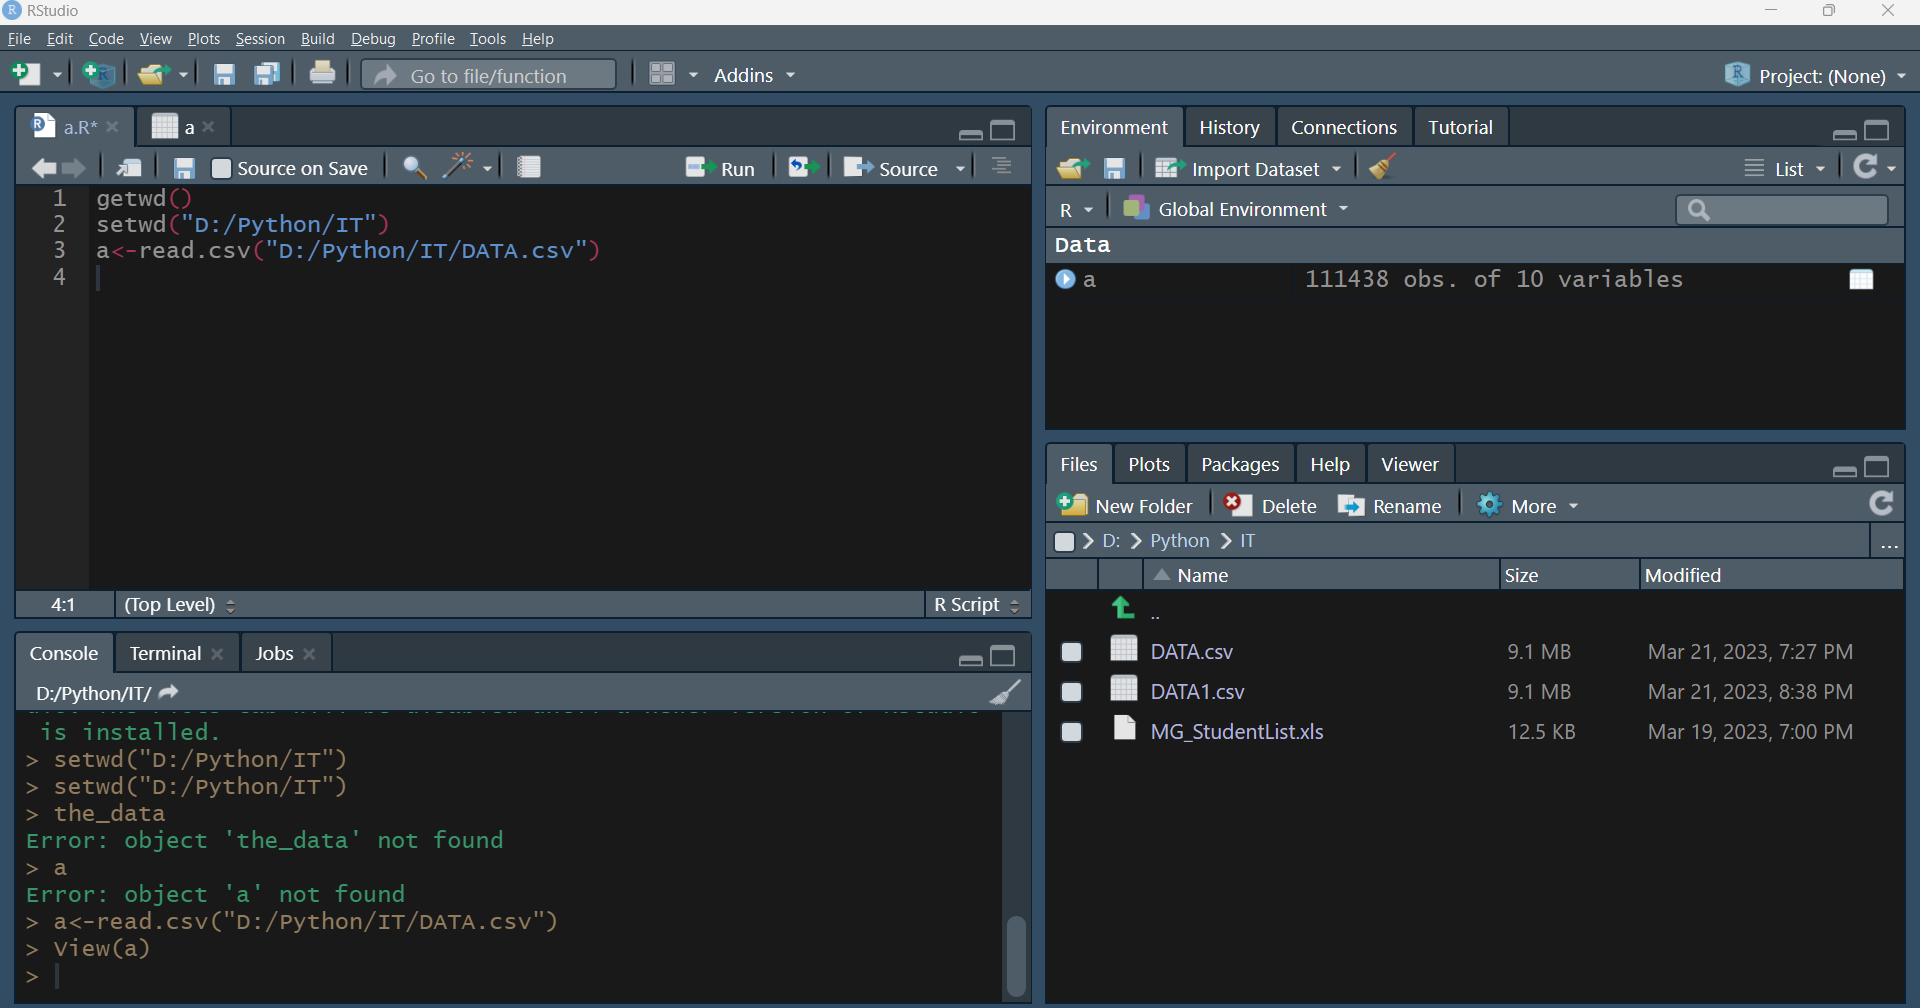 RStudio
File Edit Code View Plots Session Build Debug Profile Tools Help
Go to file/function Addins Project: (None)
a.R* a
Source on Save Run Source
1 getwd()
2 setwd("D:/Python/IT")
3 a<-read.csv("D:/Python/IT/DATA.csv")
4
4:1 (Top Level) R Script
Console Terminal Jobs
D:/Python/IT/
is installed.
> setwd("D:/Python/IT")
> setwd("D:/Python/IT")
> the_data
Error: object 'the_data' not found
> a
Error: object 'a' not found
> a<-read.csv("D:/Python/IT/DATA.csv")
> View(a)
>
Environment History Connections Tutorial
Import Dataset List
R Global Environment
Data
a 111438 obs. of 10 variables
Files Plots Packages Help Viewer
New Folder Delete Rename More
D: Python IT ...
Name Size Modified
..
DATA.csv 9.1 MB Mar 21, 2023, 7:27 PM
DATA1.csv 9.1 MB Mar 21, 2023, 8:38 PM
MG_StudentList.xls 12.5 KB Mar 19, 2023, 7:00 PM